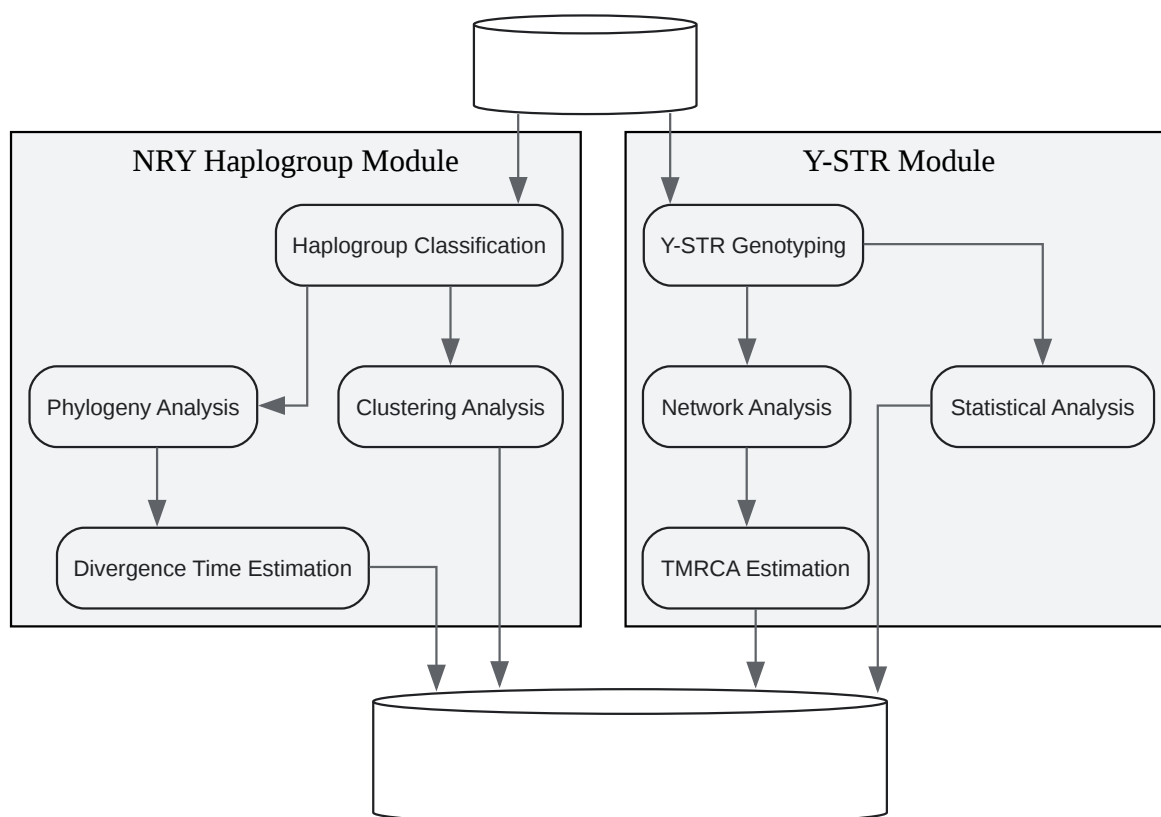 NRY Haplogroup Module
Y-STR Module
Haplogroup Classification
Y-STR Genotyping
Phylogeny Analysis
Clustering Analysis
Network Analysis
Statistical Analysis
Divergence Time Estimation
TMRCA Estimation